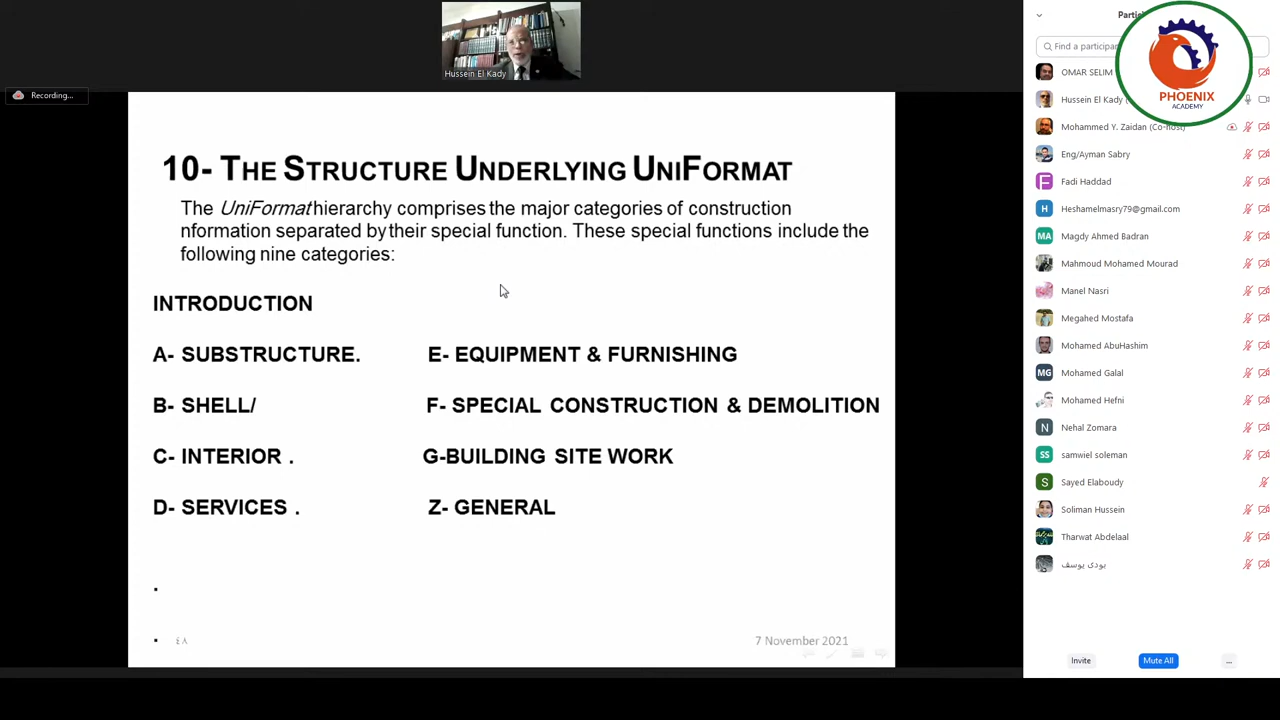 Hussein El Kady
Recording...
10- THE STRUCTURE UNDERLYING UNIFORMAT
The UniFormat hierarchy comprises the major categories of construction
nformation separated by their special function. These special functions include the
following nine categories:
INTRODUCTION
A- SUBSTRUCTURE. E- EQUIPMENT & FURNISHING
B- SHELL/ F- SPECIAL CONSTRUCTION & DEMOLITION
C- INTERIOR . G-BUILDING SITE WORK
D- SERVICES . Z- GENERAL
٤٨ 7 November 2021
Find a participa
PHOENIX
ACADEMY
OMAR SELIM
Hussein El Kady
Mohammed Y. Zaidan (Co-host)
Eng/Ayman Sabry
F Fadi Haddad
H Heshamelmasry79@gmail.com
MA Magdy Ahmed Badran
Mahmoud Mohamed Mourad
Manel Nasri
Megahed Mostafa
Mohamed AbuHashim
MG Mohamed Galal
Mohamed Hefni
N Nehal Zomara
SS samwiel soleman
S Sayed Elaboudy
Soliman Hussein
Tharwat Abdelaal
بودى يوسف
Invite Mute All ...